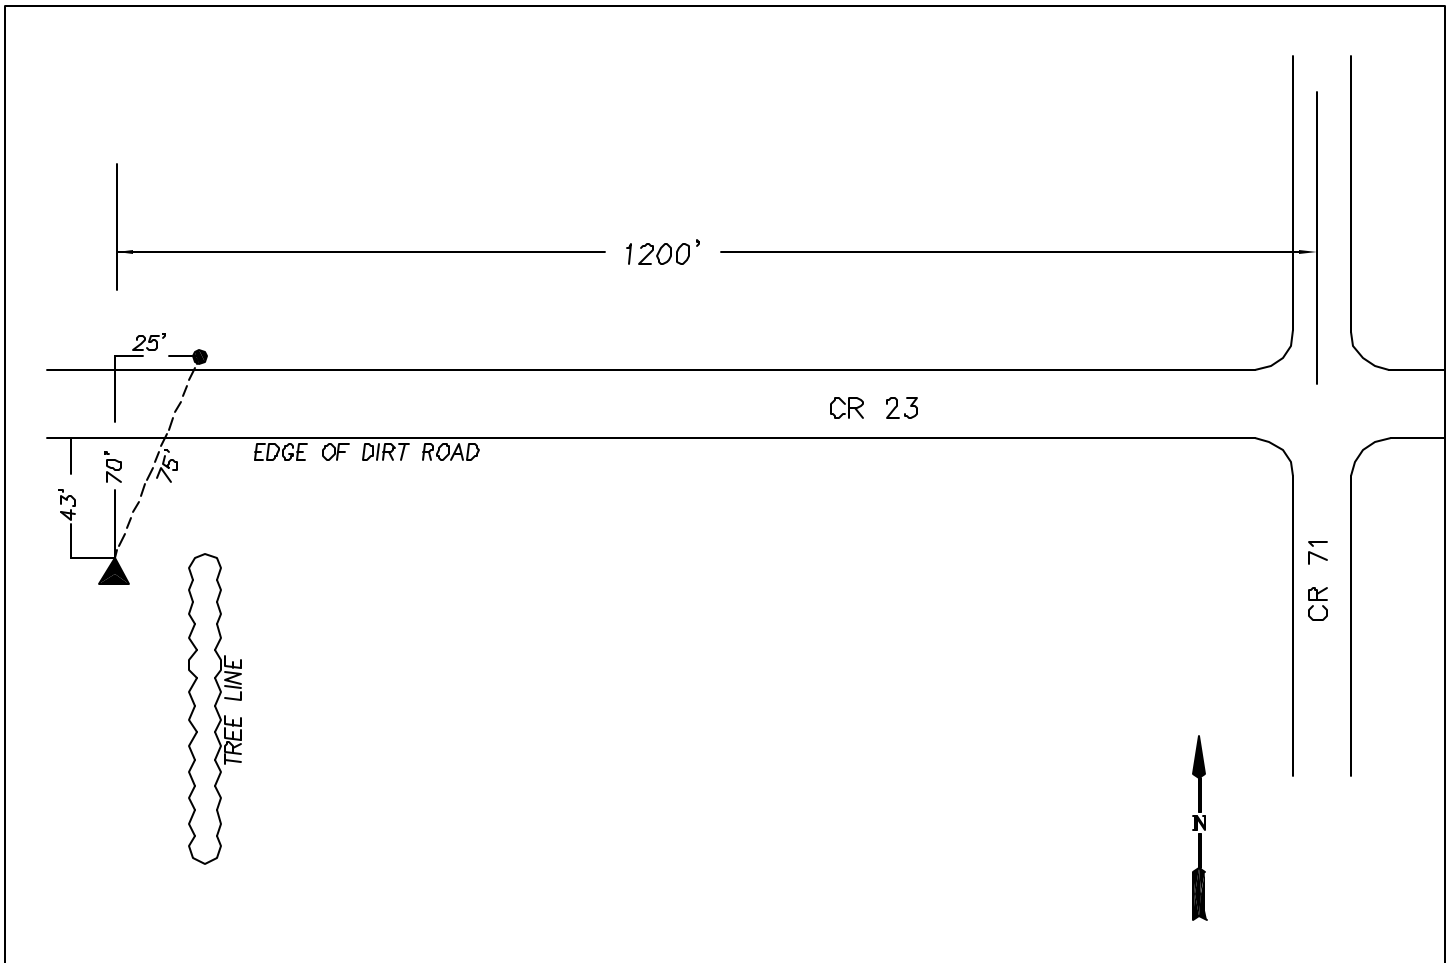 1200'
25'
CR 23
EDGE OF DIRT ROAD
70'
75'
43'
CR 71
TREE LINE
N